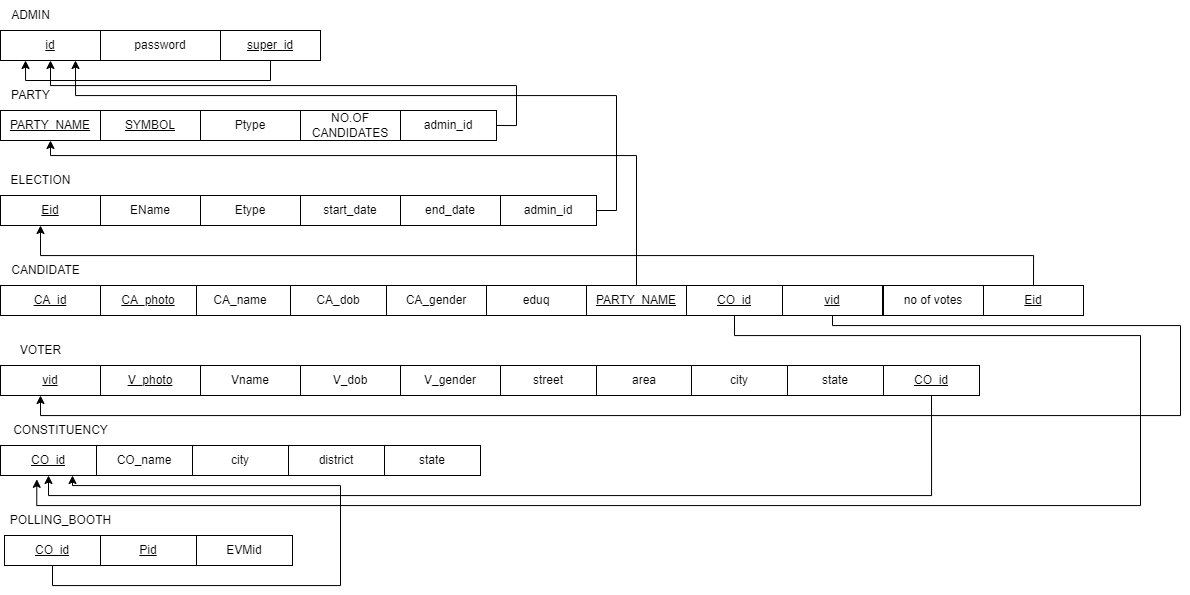 ADMIN
id password super_id
PARTY
PARTY_NAME SYMBOL Ptype NO.OF CANDIDATES admin_id
ELECTION
Eid EName Etype start_date end_date admin_id
CANDIDATE
CA_id CA_photo CA_name CA_dob CA_gender eduq PARTY_NAME CO_id vid no of votes Eid
VOTER
vid V_photo Vname V_dob V_gender street area city state CO_id
CONSTITUENCY
CO_id CO_name city district state
POLLING_BOOTH
CO_id Pid EVMid